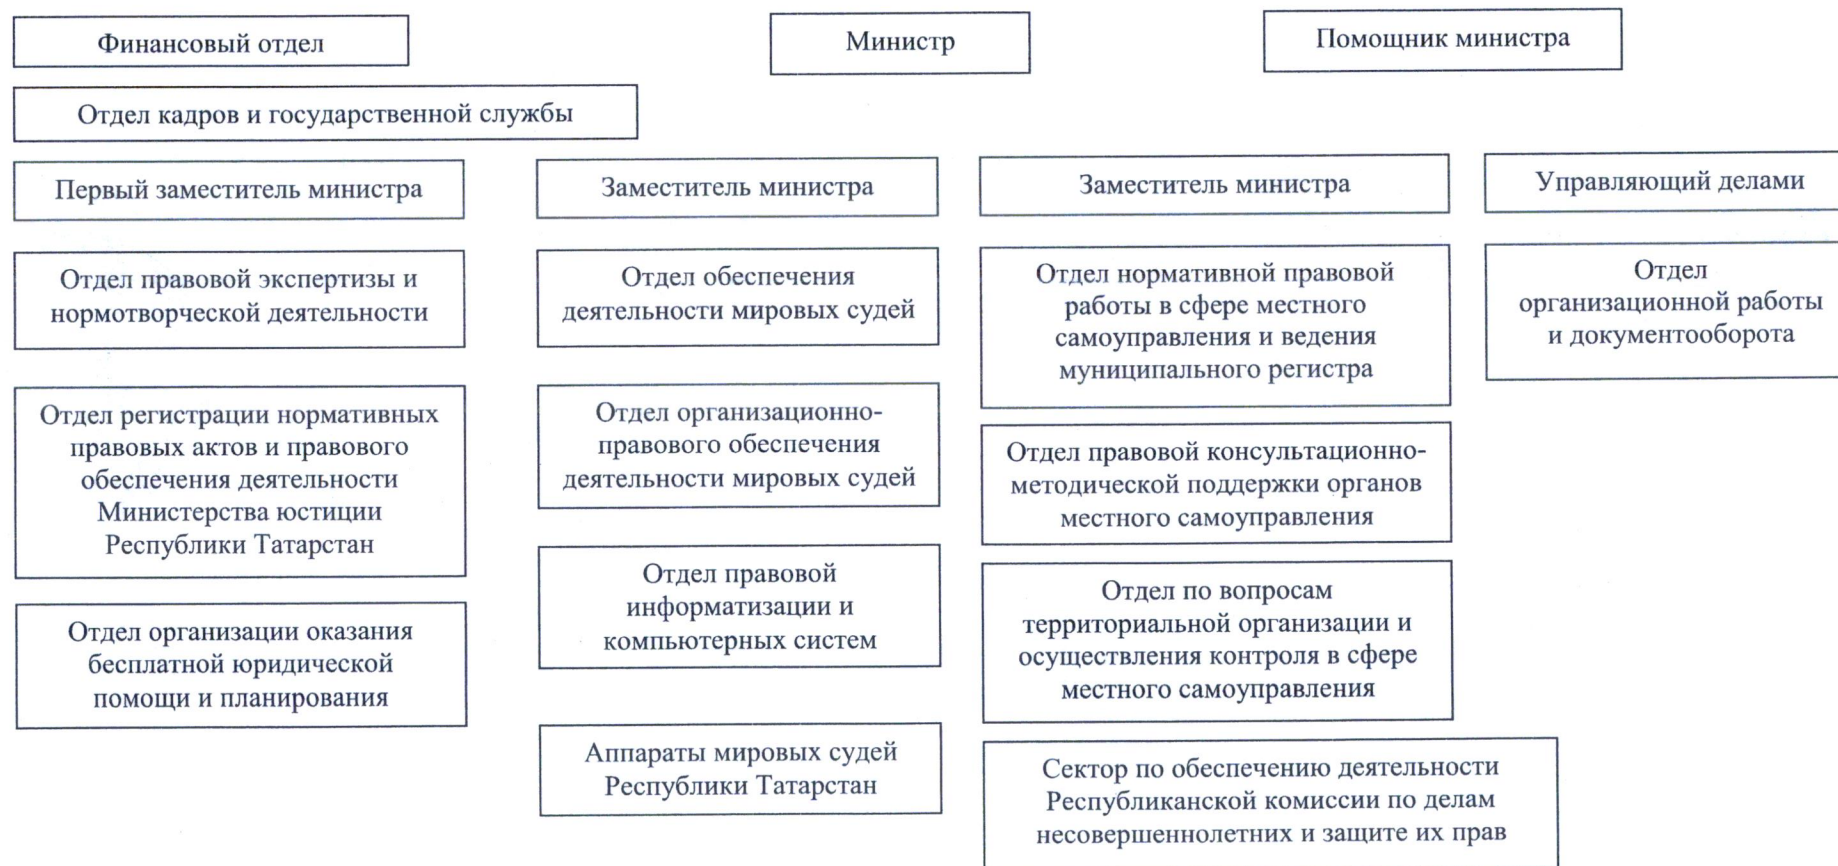 Финансовый отдел
Министр
Помощник министра
Отдел кадров и государственной службы
Первый заместитель министра
Заместитель министра
Заместитель министра
Управляющий делами
Отдел правовой экспертизы и
нормотворческой деятельности
Отдел регистрации нормативных
правовых актов и правового
обеспечения деятельности
Министерства юстиции
Республики Татарстан
Отдел организации оказания
бесплатной юридической
помощи и планирования
Отдел обеспечения
деятельности мировых судей
Отдел организационно-
правового обеспечения
деятельности мировых судей
Отдел правовой
информатизации и
компьютерных систем
Аппараты мировых судей
Республики Татарстан
Отдел нормативной правовой
работы в сфере местного
самоуправления и ведения
муниципального регистра
Отдел правовой консультационно-
методической поддержки органов
местного самоуправления
Отдел по вопросам
территориальной организации и
осуществления контроля в сфере
местного самоуправления
Сектор по обеспечению деятельности
Республиканской комиссии по делам
несовершеннолетних и защите их прав
Отдел
организационной работы
и документооборота